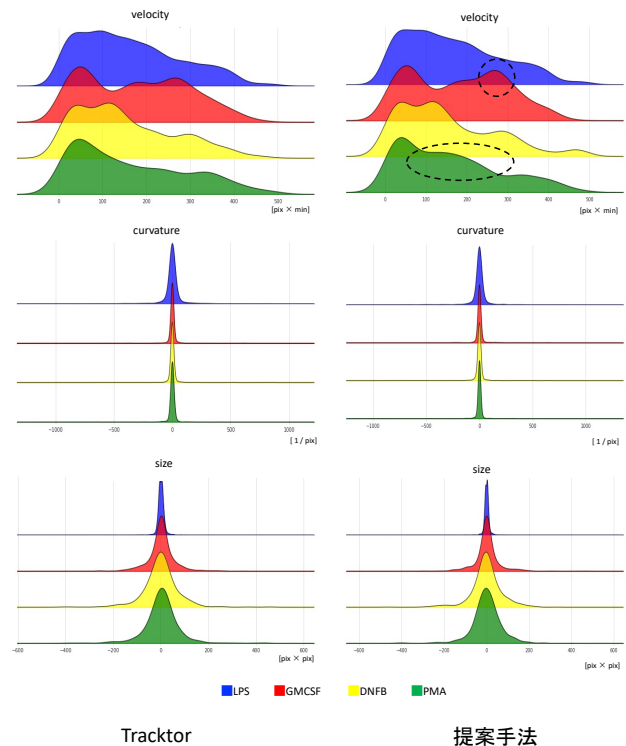 velocity velocity
0 100 200 300 400 500 0 100 200 300 400 500
[pix × min] [pix × min]
curvature curvature
−1000 −500 0 500 1000 −1000 −500 0 500 1000
[ 1 / pix] [ 1 / pix]
size size
−600 −400 −200 0 200 400 600 −600 −400 −200 0 200 400 600
[pix × pix] [pix × pix]
LPS GMCSF DNFB PMA
Tracktor 提案手法